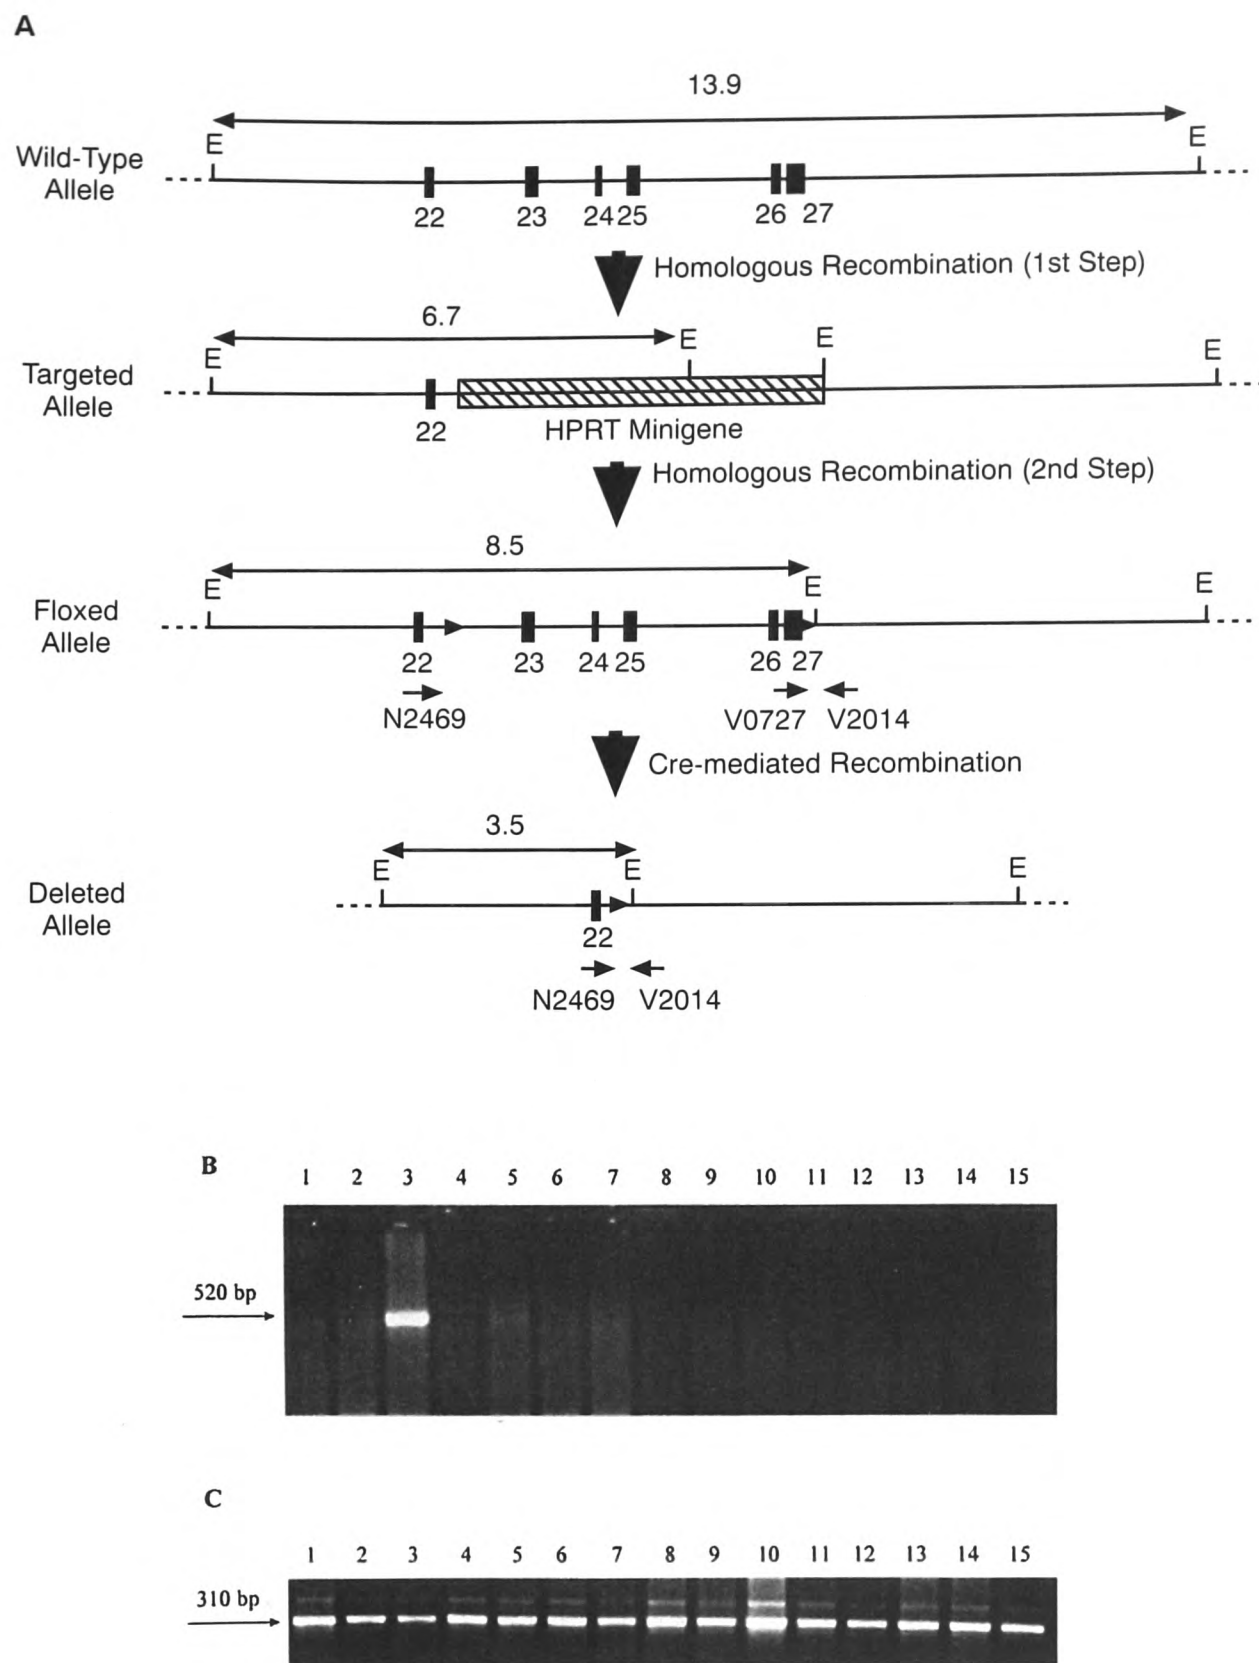 A
13.9
E E
Wild-Type
Allele
22 23 24 25 26 27
Homologous Recombination (1st Step)
6.7
E E E E
Targeted
Allele
22 HPRT Minigene
Homologous Recombination (2nd Step)
8.5
E E E
Floxed
Allele
22 23 24 25 26 27
N2469 V0727 V2014
Cre-mediated Recombination
3.5
E E E
Deleted
Allele
22
N2469 V2014
B
1 2 3 4 5 6 7 8 9 10 11 12 13 14 15
520 bp
C
1 2 3 4 5 6 7 8 9 10 11 12 13 14 15
310 bp